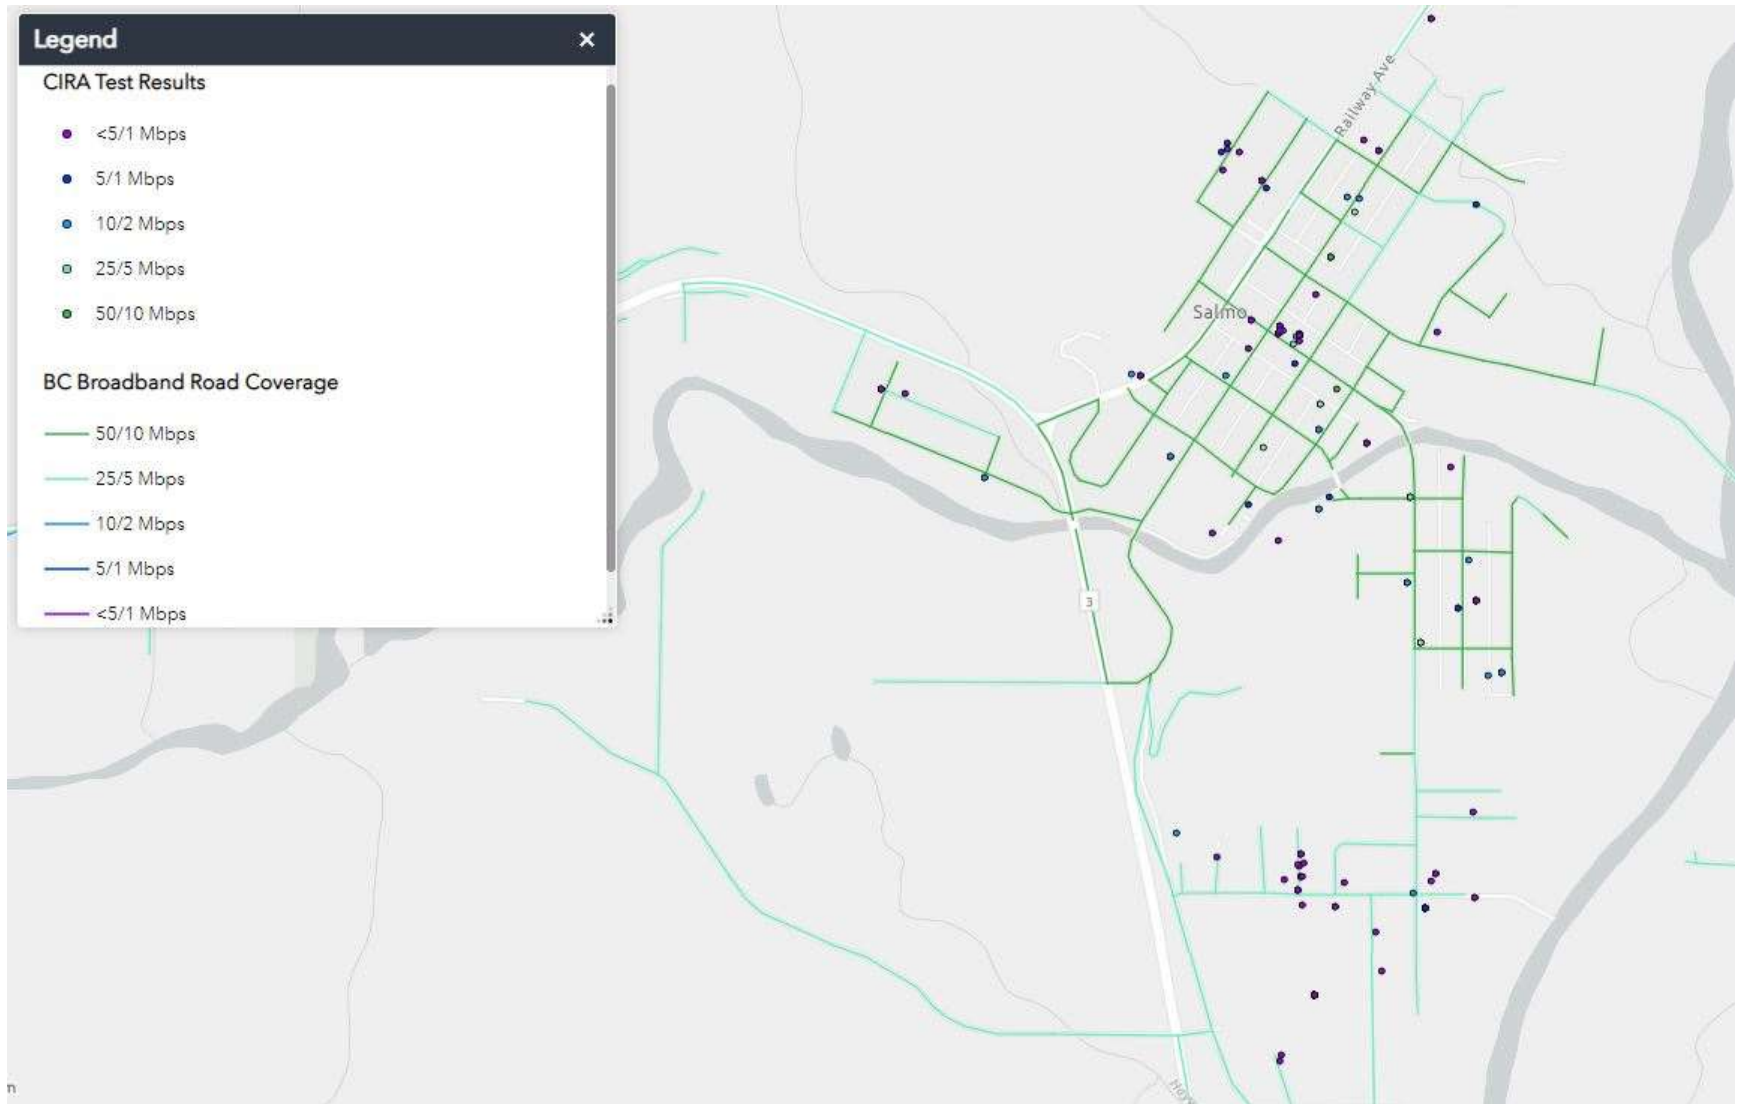 Legend ×
CIRA Test Results
<5/1 Mbps
5/1 Mbps
10/2 Mbps
25/5 Mbps
50/10 Mbps
BC Broadband Road Coverage
50/10 Mbps
25/5 Mbps
10/2 Mbps
5/1 Mbps
<5/1 Mbps
Railway Ave
Salmo
3